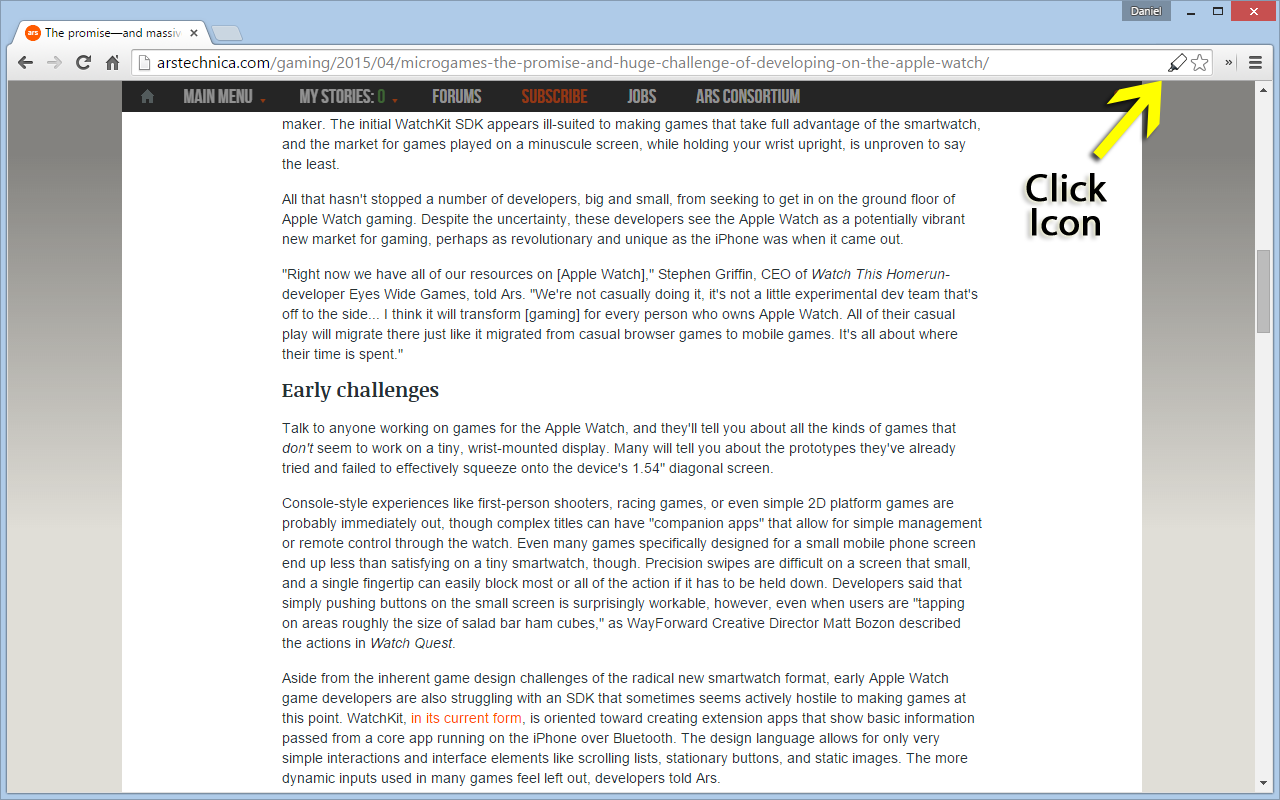 Daniel
The promise—and massiv
arstechnica.com/gaming/2015/04/microgames-the-promise-and-huge-challenge-of-developing-on-the-apple-watch/
MAIN MENU MY STORIES: 0 FORUMS SUBSCRIBE JOBS ARS CONSORTIUM
maker. The initial WatchKit SDK appears ill-suited to making games that take full advantage of the smartwatch,
and the market for games played on a minuscule screen, while holding your wrist upright, is unproven to say
the least.
Click
Icon
All that hasn't stopped a number of developers, big and small, from seeking to get in on the ground floor of
Apple Watch gaming. Despite the uncertainty, these developers see the Apple Watch as a potentially vibrant
new market for gaming, perhaps as revolutionary and unique as the iPhone was when it came out.
"Right now we have all of our resources on [Apple Watch]," Stephen Griffin, CEO of Watch This Homerun-
developer Eyes Wide Games, told Ars. "We're not casually doing it, it's not a little experimental dev team that's
off to the side... I think it will transform [gaming] for every person who owns Apple Watch. All of their casual
play will migrate there just like it migrated from casual browser games to mobile games. It's all about where
their time is spent."
Early challenges
Talk to anyone working on games for the Apple Watch, and they'll tell you about all the kinds of games that
don't seem to work on a tiny, wrist-mounted display. Many will tell you about the prototypes they've already
tried and failed to effectively squeeze onto the device's 1.54" diagonal screen.
Console-style experiences like first-person shooters, racing games, or even simple 2D platform games are
probably immediately out, though complex titles can have "companion apps" that allow for simple management
or remote control through the watch. Even many games specifically designed for a small mobile phone screen
end up less than satisfying on a tiny smartwatch, though. Precision swipes are difficult on a screen that small,
and a single fingertip can easily block most or all of the action if it has to be held down. Developers said that
simply pushing buttons on the small screen is surprisingly workable, however, even when users are "tapping
on areas roughly the size of salad bar ham cubes," as WayForward Creative Director Matt Bozon described
the actions in Watch Quest.
Aside from the inherent game design challenges of the radical new smartwatch format, early Apple Watch
game developers are also struggling with an SDK that sometimes seems actively hostile to making games at
this point. WatchKit, in its current form, is oriented toward creating extension apps that show basic information
passed from a core app running on the iPhone over Bluetooth. The design language allows for only very
simple interactions and interface elements like scrolling lists, stationary buttons, and static images. The more
dynamic inputs used in many games feel left out, developers told Ars.